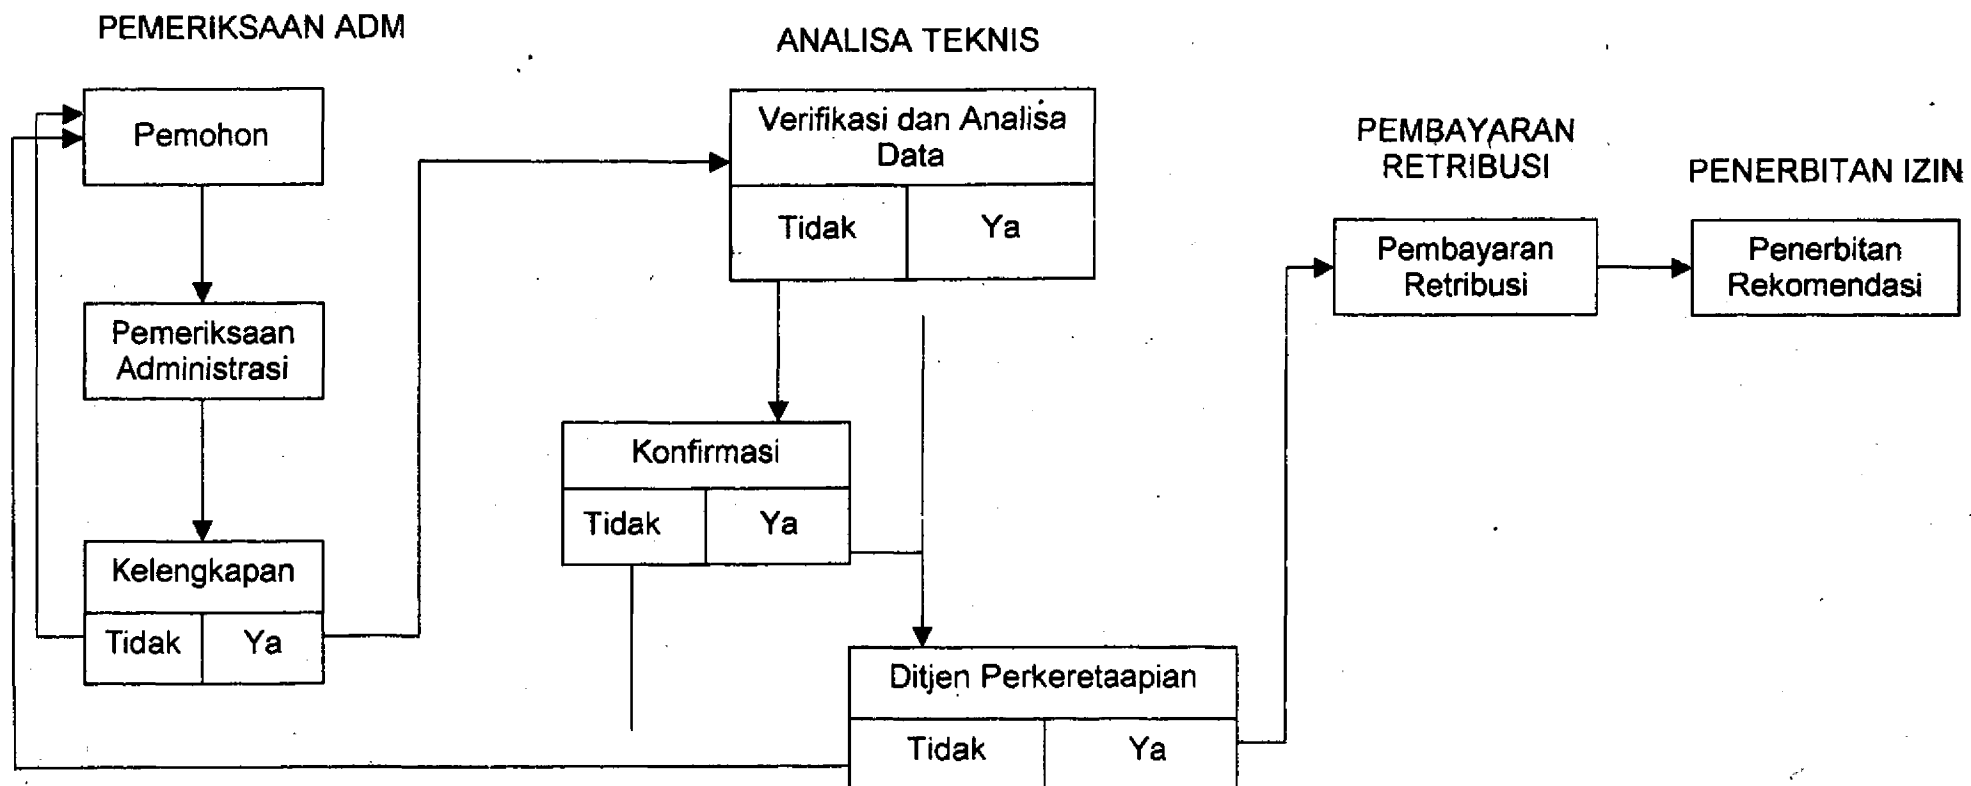 PEMERIKSAAN ADM
Pemohon
Pemeriksaan
Administrasi
Kelengkapan
Tidak
Ya
ANALISA TEKNIS
Verifikasi dan Analisa
Data
Tidak
Ya
Konfirmasi
Tidak
Ya
Ditjen Perkeretaapian
Tidak
Ya
PEMBAYARAN
RETRIBUSI
Pembayaran
Retribusi
PENERBITAN IZIN
Penerbitan
Rekomendasi